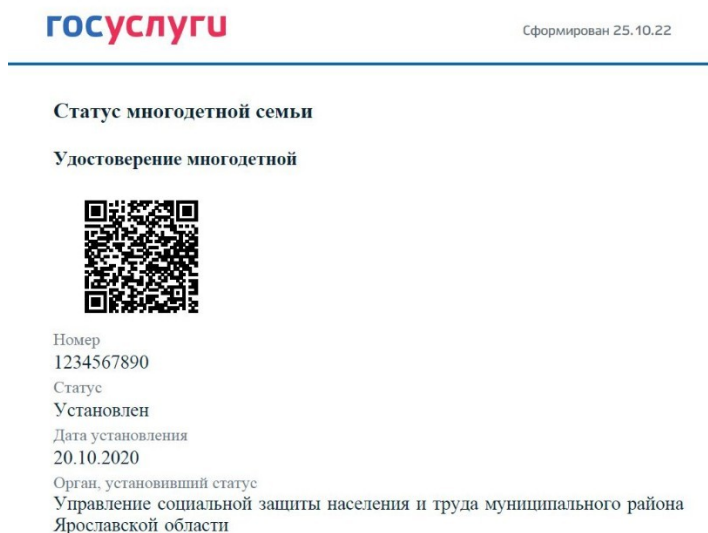 госуслуги
Сформирован 25.10.22
Статус многодетной семьи
Удостоверение многодетной
Номер
1234567890
Статус
Установлен
Дата установления
20.10.2020
Орган, установивший статус
Управление социальной защиты населения и труда муниципального района
Ярославской области